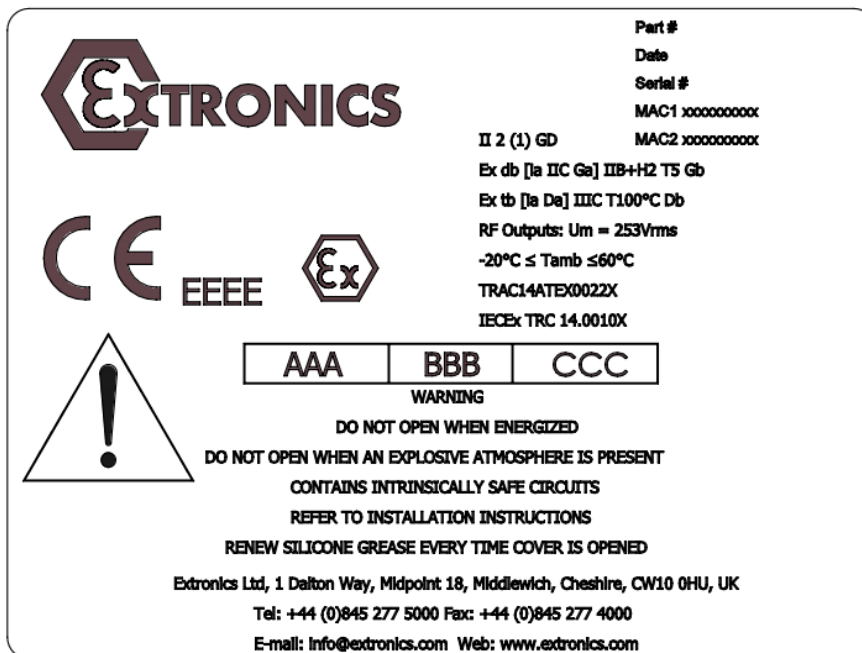 Part #
Date
Serial #
MAC1 xxxxxxxxxx
MAC2 xxxxxxxxxx
ExTRONICS
II 2 (1) GD
Ex db [ia IIC Ga] IIB+H2 T5 Gb
Ex tb [ia Da] IIIC T100°C Db
RF Outputs: Um = 253Vrms
-20°C ≤ Tamb ≤60°C
TRAC14ATEX0022X
IECEx TRC 14.0010X
CE EEEE Ex
AAA BBB CCC
!
WARNING
DO NOT OPEN WHEN ENERGIZED
DO NOT OPEN WHEN AN EXPLOSIVE ATMOSPHERE IS PRESENT
CONTAINS INTRINSICALLY SAFE CIRCUITS
REFER TO INSTALLATION INSTRUCTIONS
RENEW SILICONE GREASE EVERY TIME COVER IS OPENED
Extronics Ltd, 1 Dalton Way, Midpoint 18, Middlewich, Cheshire, CW10 0HU, UK
Tel: +44 (0)845 277 5000 Fax: +44 (0)845 277 4000
E-mail: info@extronics.com Web: www.extronics.com